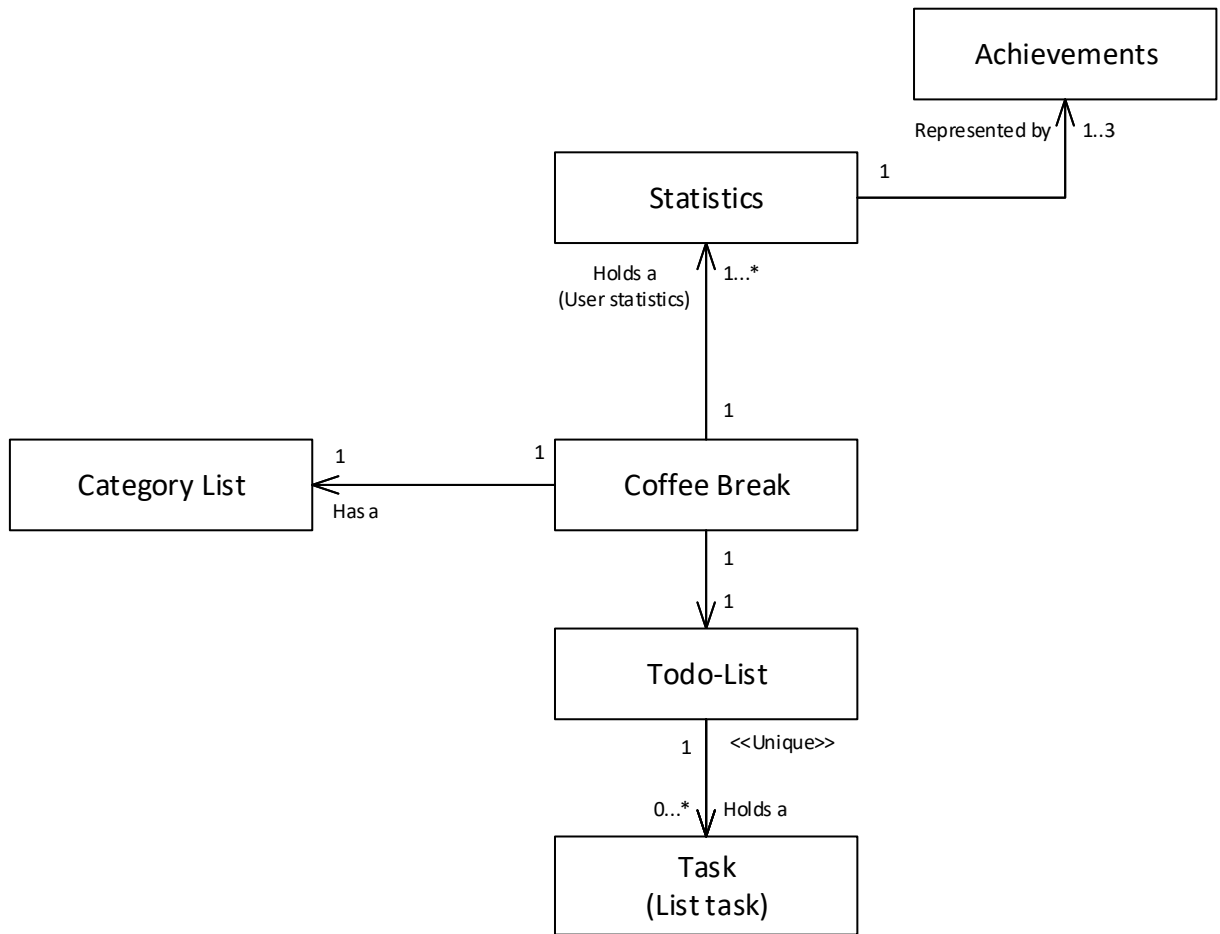 Achievements
Represented by
1..3
1
Statistics
Holds a
(User statistics)
1...*
1
Category List
1
1
Has a
Coffee Break
1
1
Todo-List
1
<<Unique>>
0...*
Holds a
Task
(List task)